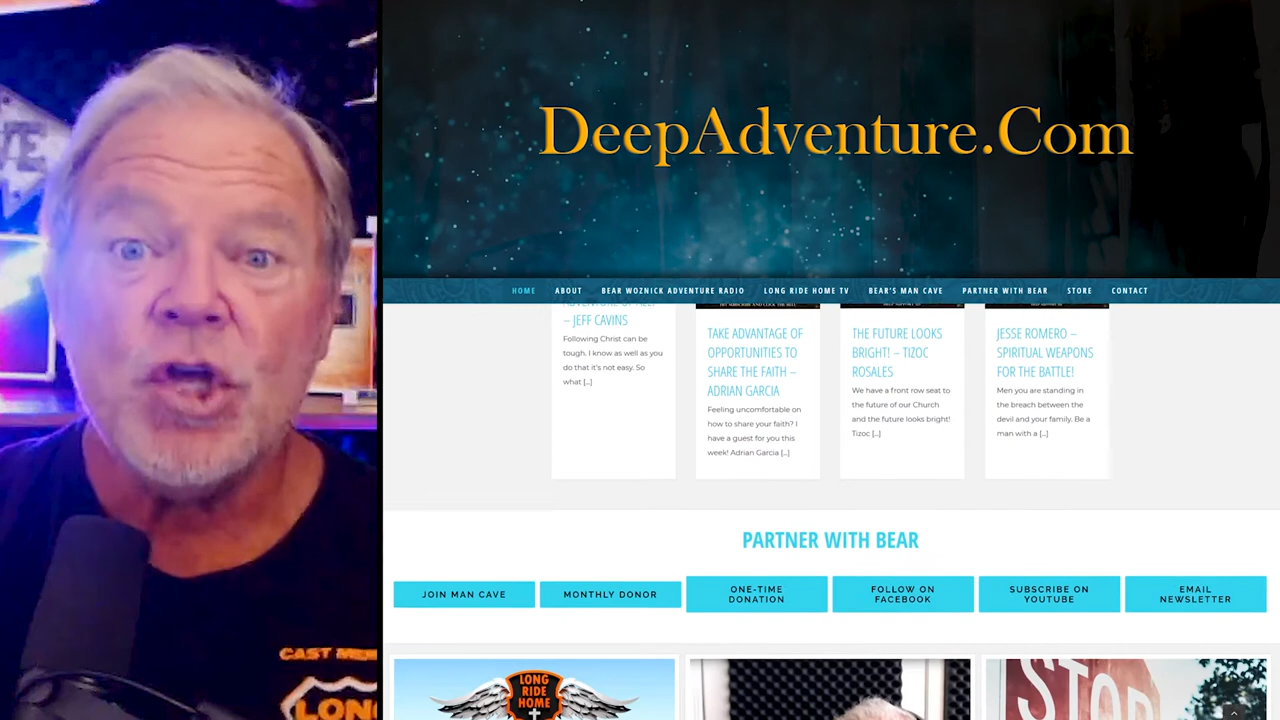 DeepAdventure.Com
HOME ABOUT BEAR WOZNICK ADVENTURE RADIO LONG RIDE HOME TV BEAR'S MAN CAVE PARTNER WITH BEAR STORE CONTACT
– JEFF CAVINS
Following Christ can be
tough. I know as well as you
do that it's not easy. So
what [...]
TAKE ADVANTAGE OF
OPPORTUNITIES TO
SHARE THE FAITH –
ADRIAN GARCIA
Feeling uncomfortable on
how to share your faith? I
have a guest for you this
week! Adrian Garcia [...]
THE FUTURE LOOKS
BRIGHT! – TIZOC
ROSALES
We have a front row seat to
the future of our Church
and the future looks bright!
Tizoc [...]
JESSE ROMERO –
SPIRITUAL WEAPONS
FOR THE BATTLE!
Men you are standing in
the breach between the
devil and your family. Be a
man with a [...]
PARTNER WITH BEAR
JOIN MAN CAVE
MONTHLY DONOR
ONE-TIME
DONATION
FOLLOW ON
FACEBOOK
SUBSCRIBE ON
YOUTUBE
EMAIL
NEWSLETTER
CAST
LON
LONG
RIDE
HOME
STOP